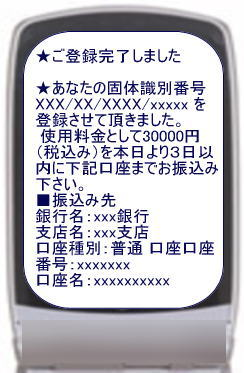 ★ご登録完了しました
★あなたの固体識別番号
XXX/XX/XXXX/xxxxx を
登録させて頂きました。
使用料金として30000円
（税込み）を本日より３日以
内に下記口座までお振込み
下さい。
■振込み先
銀行名：xxx銀行
支店名：xxx支店
口座種別：普通 口座口座
番号：xxxxxxx
口座名：xxxxxxxxxx